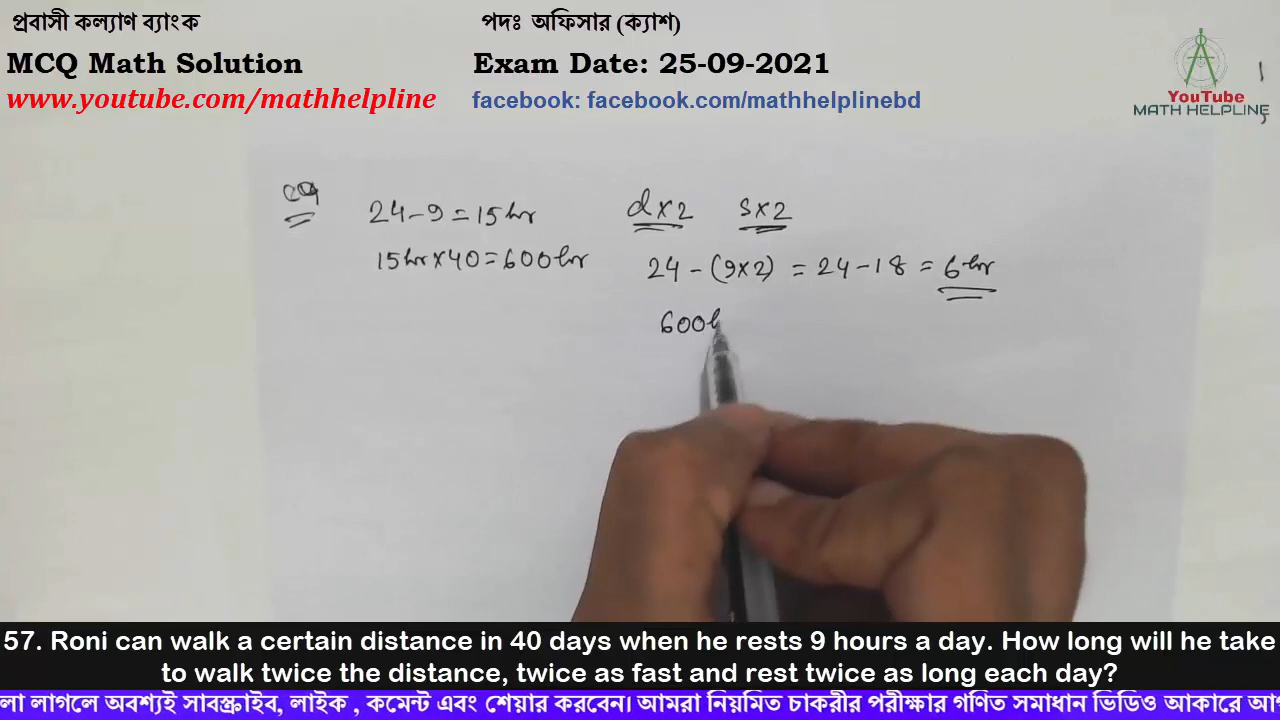 প্রবাসী কল্যাণ ব্যাংক
পদঃ অফিসার (ক্যাশ)
MCQ Math Solution
Exam Date: 25-09-2021
www.youtube.com/mathhelpline
facebook: facebook.com/mathhelplinebd
YouTube
MATH HELPLINE
24-9=15hr
15hr×40=600hr
d×2 s×2
24-(9×2) = 24-18 = 6hr
600h
57. Roni can walk a certain distance in 40 days when he rests 9 hours a day. How long will he take
to walk twice the distance, twice as fast and rest twice as long each day?
লা লাগলে অবশ্যই সাবস্ক্রাইব, লাইক , কমেন্ট এবং শেয়ার করবেন। আমরা নিয়মিত চাকরীর পরীক্ষার গণিত সমাধান ভিডিও আকারে আ